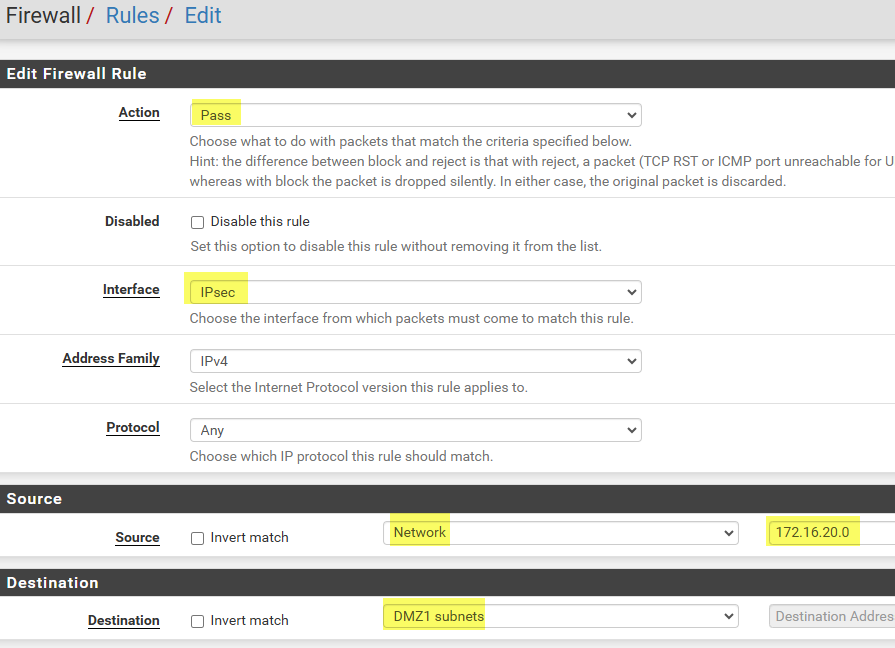 Firewall / Rules / Edit
Edit Firewall Rule
Action
Pass
Choose what to do with packets that match the criteria specified below.
Hint: the difference between block and reject is that with reject, a packet (TCP RST or ICMP port unreachable for U
whereas with block the packet is dropped silently. In either case, the original packet is discarded.
Disabled
Disable this rule
Set this option to disable this rule without removing it from the list.
Interface
IPsec
Choose the interface from which packets must come to match this rule.
Address Family
IPv4
Select the Internet Protocol version this rule applies to.
Protocol
Any
Choose which IP protocol this rule should match.
Source
Source
Invert match
Network
172.16.20.0
Destination
Destination
Invert match
DMZ1 subnets
Destination Addres